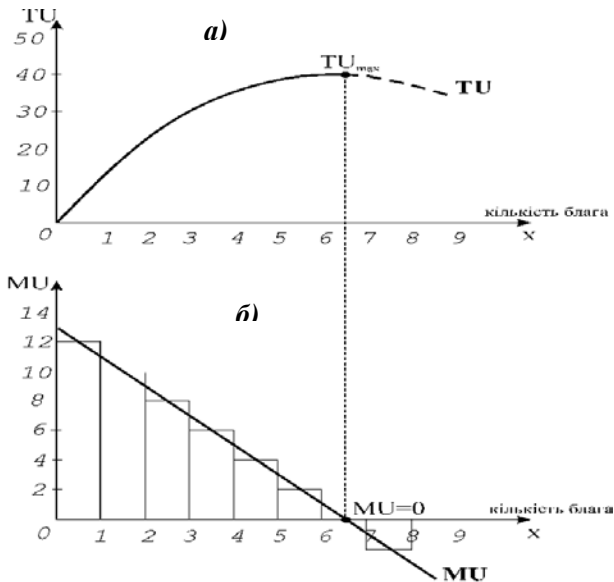 TU
а)
50
TUmax
40
TU
30
20
10
кількість блага
0 1 2 3 4 5 6 7 8 9 x
MU
14
б)
12
10
8
6
4
2
MU=0
кількість блага
0 1 2 3 4 5 6 7 8 9 x
MU